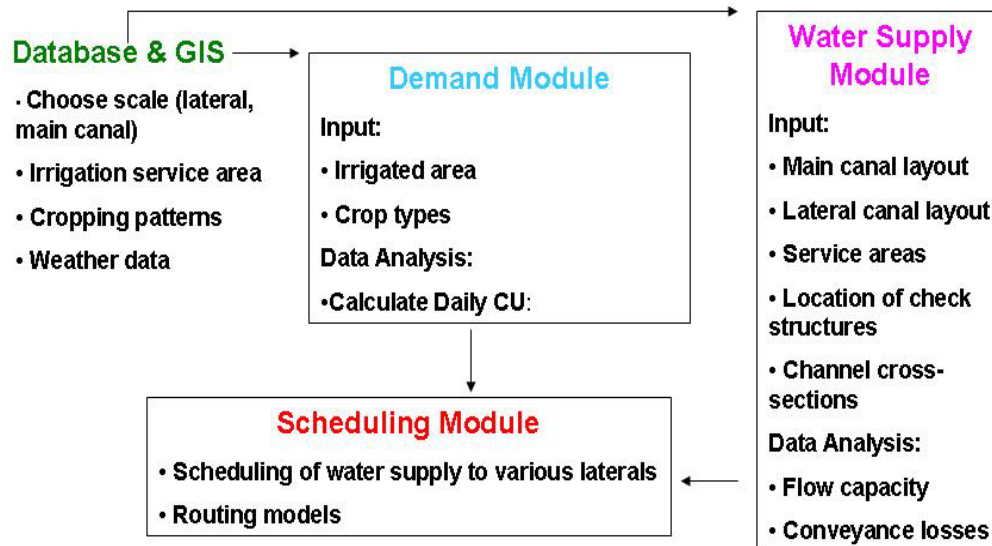 Database & GIS
· Choose scale (lateral,
main canal)
• Irrigation service area
• Cropping patterns
• Weather data
Demand Module
Input:
• Irrigated area
• Crop types
Data Analysis:
•Calculate Daily CU:
Water Supply
Module
Input:
• Main canal layout
• Lateral canal layout
• Service areas
• Location of check
structures
• Channel cross-
sections
Data Analysis:
• Flow capacity
• Conveyance losses
Scheduling Module
• Scheduling of water supply to various laterals
• Routing models